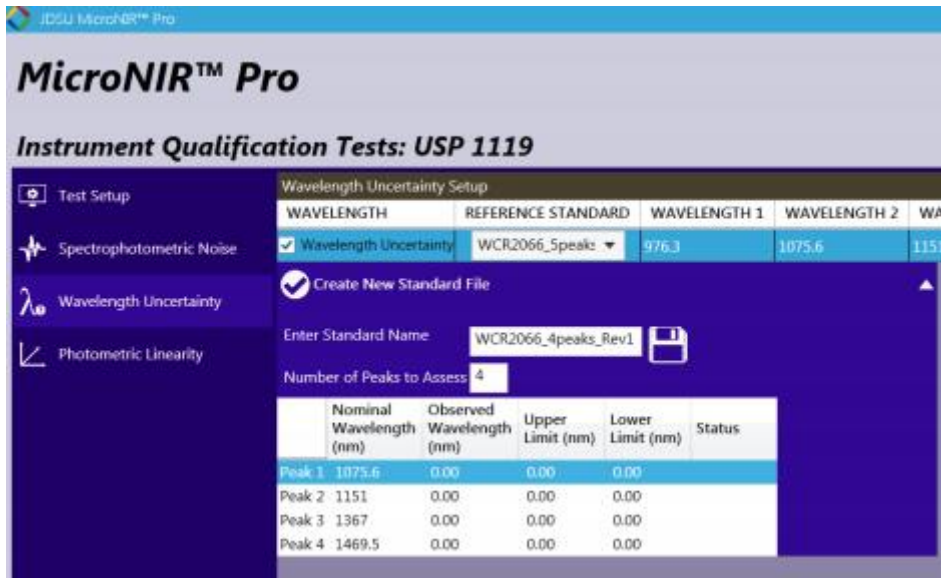 JDSU MicroNIR™ Pro
MicroNIR™ Pro
Instrument Qualification Tests: USP 1119
Test Setup
Spectrophotometric Noise
Wavelength Uncertainty
Photometric Linearity
Wavelength Uncertainty Setup
WAVELENGTH REFERENCE STANDARD WAVELENGTH 1 WAVELENGTH 2 WA
Wavelength Uncertainty WCR2066_5peaks 976.3 1075.6 1151
Create New Standard File
Enter Standard Name WCR2066_4peaks_Rev1
Number of Peaks to Assess 4
Nominal Wavelength (nm) Observed Wavelength (nm) Upper Limit (nm) Lower Limit (nm) Status
Peak 1 1075.6 0.00 0.00 0.00
Peak 2 1151 0.00 0.00 0.00
Peak 3 1367 0.00 0.00 0.00
Peak 4 1469.5 0.00 0.00 0.00